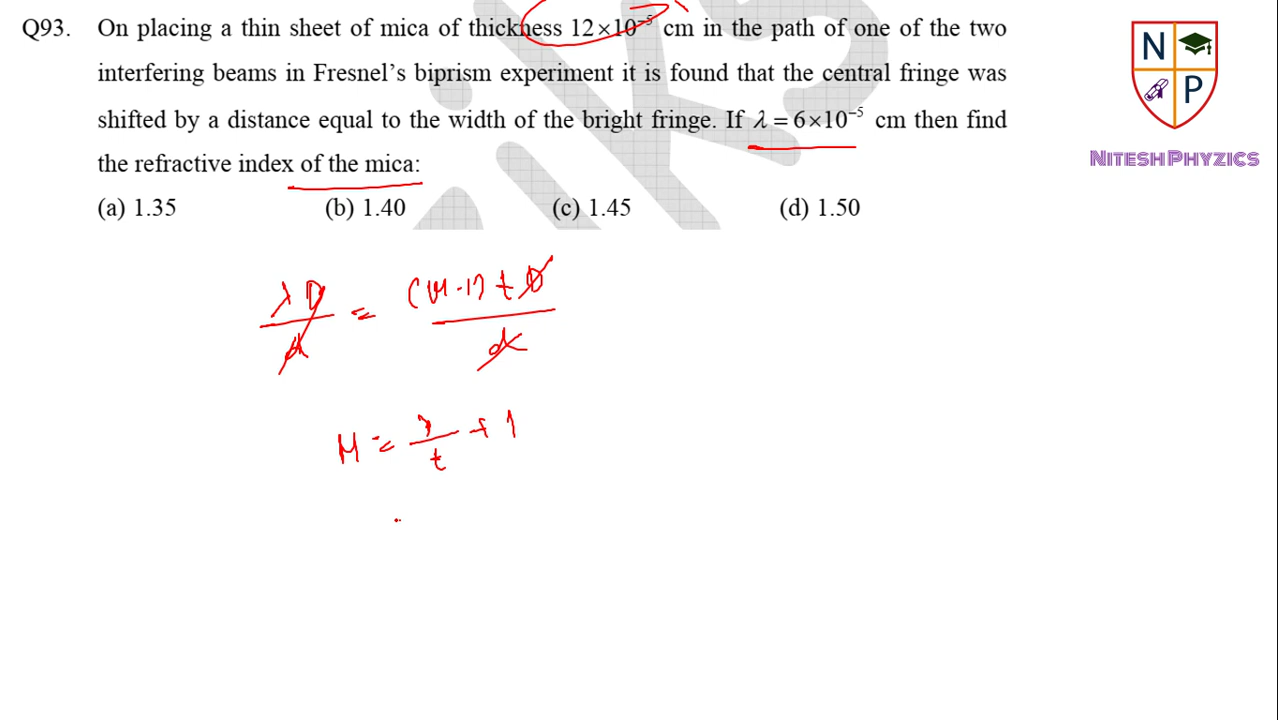 Q93. On placing a thin sheet of mica of thickness 12×10⁻⁵ cm in the path of one of the two
interfering beams in Fresnel's biprism experiment it is found that the central fringe was
shifted by a distance equal to the width of the bright fringe. If λ = 6×10⁻⁵ cm then find
the refractive index of the mica:
(a) 1.35 (b) 1.40 (c) 1.45 (d) 1.50
λD/d = (μ-1) t D/d
μ = λ/t + 1
N P
NITESH PHYZICS